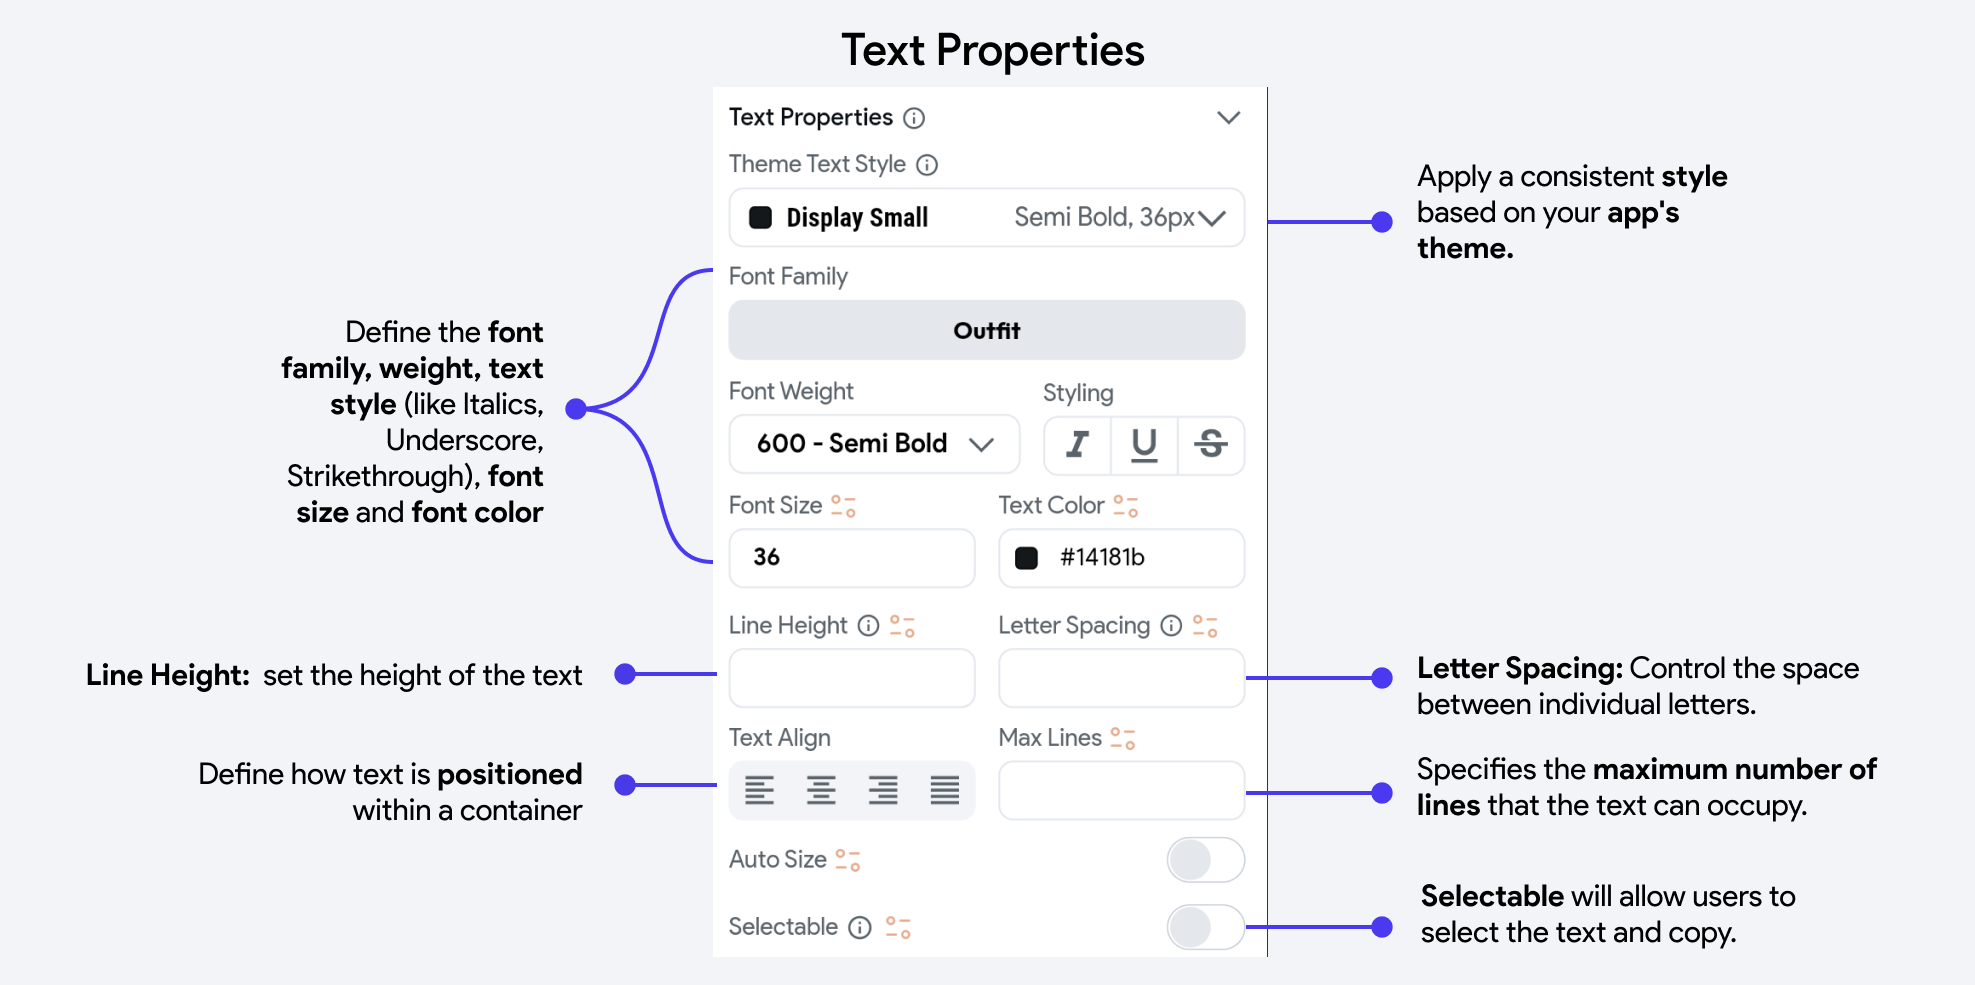 Text Properties
Text Properties
Theme Text Style
Display Small Semi Bold, 36px
Font Family
Outfit
Font Weight Styling
600 - Semi Bold I U S
Font Size Text Color
36 #14181b
Line Height Letter Spacing
Text Align Max Lines
Auto Size
Selectable
Define the font
family, weight, text
style (like Italics,
Underscore,
Strikethrough), font
size and font color
Line Height: set the height of the text
Define how text is positioned
within a container
Apply a consistent style
based on your app's
theme.
Letter Spacing: Control the space
between individual letters.
Specifies the maximum number of
lines that the text can occupy.
Selectable will allow users to
select the text and copy.